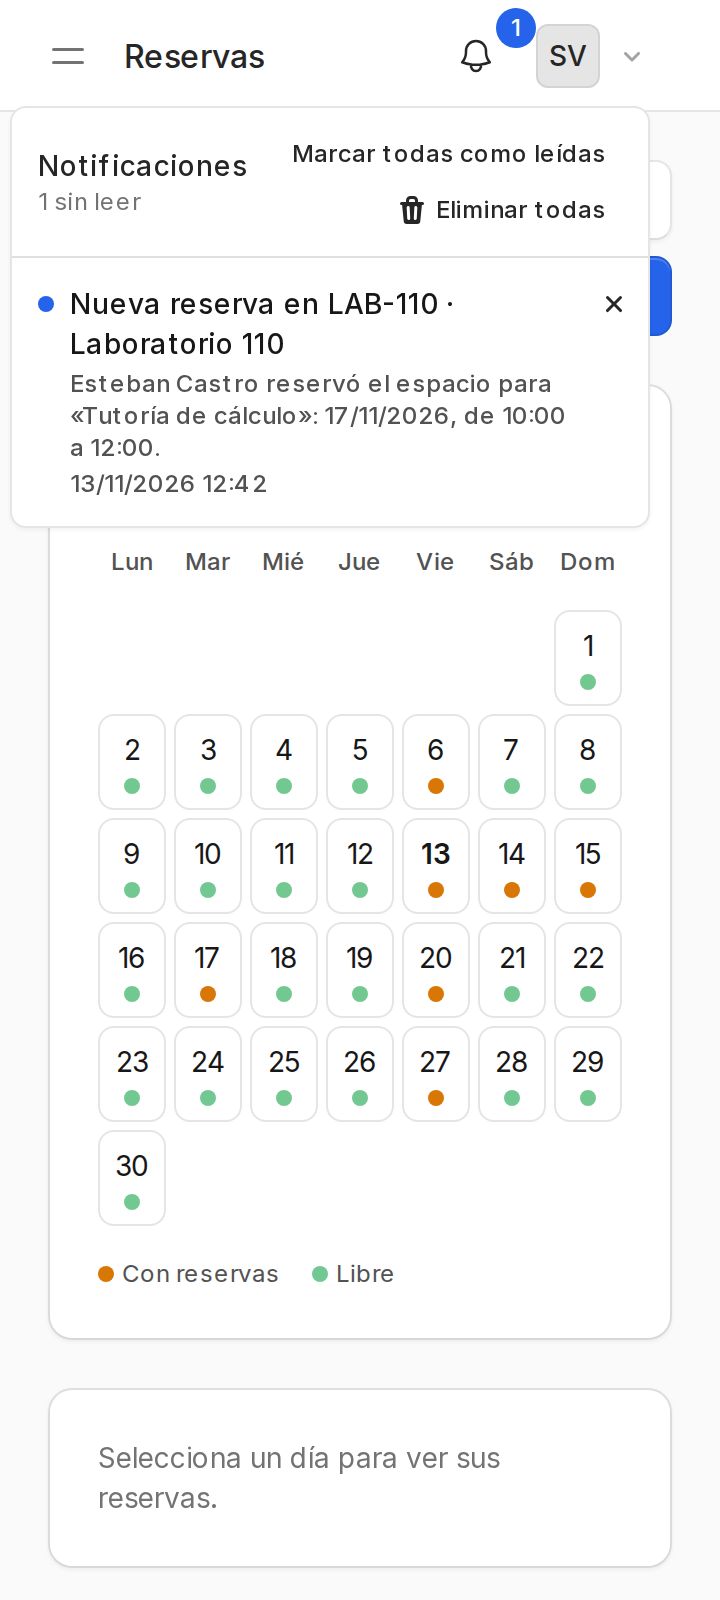 Reservas
1
SV
Notificaciones
1 sin leer
Marcar todas como leídas
Eliminar todas
Nueva reserva en LAB-110 ·
Laboratorio 110
Esteban Castro reservó el espacio para
«Tutoría de cálculo»: 17/11/2026, de 10:00
a 12:00.
13/11/2026 12:42
Lun Mar Mié Jue Vie Sáb Dom
1
2 3 4 5 6 7 8
9 10 11 12 13 14 15
16 17 18 19 20 21 22
23 24 25 26 27 28 29
30
Con reservas Libre
Selecciona un día para ver sus
reservas.